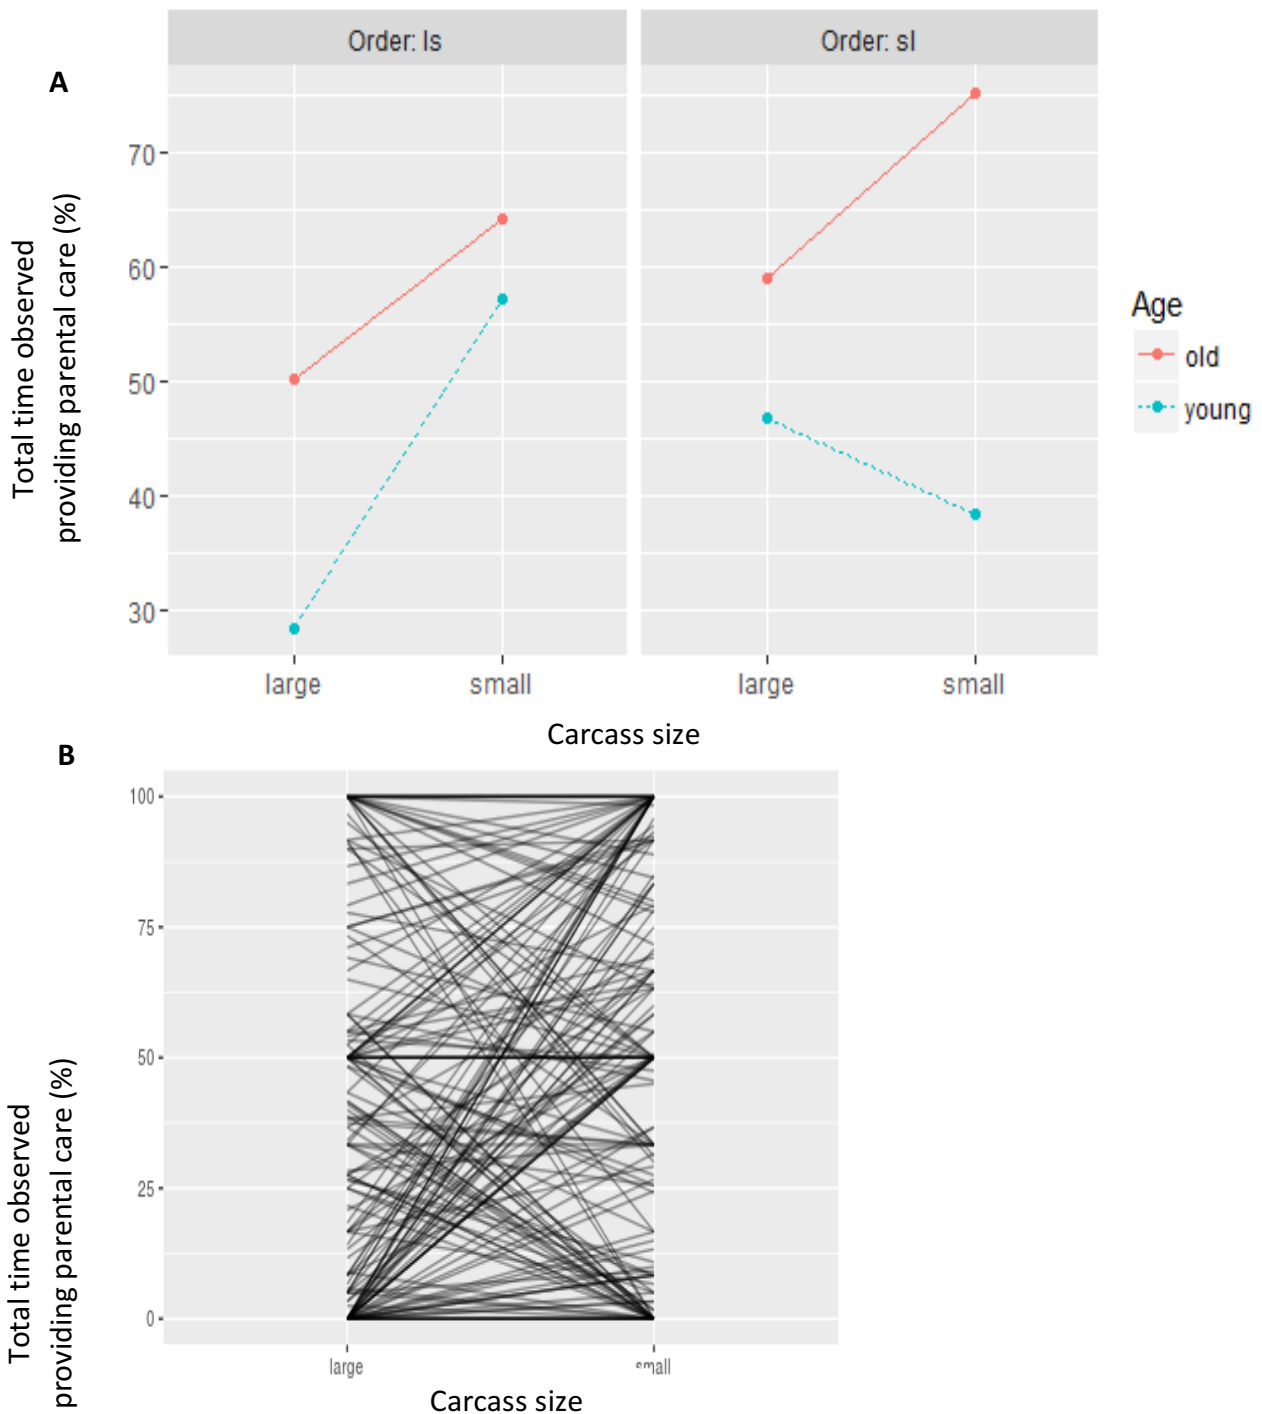 A
Order: ls
Order: sl
Total time observed
providing parental care (%)
70
60
50
40
30
large
small
large
small
Carcass size
Age
old
young
B
Total time observed
providing parental care (%)
100
75
50
25
0
large
small
Carcass size